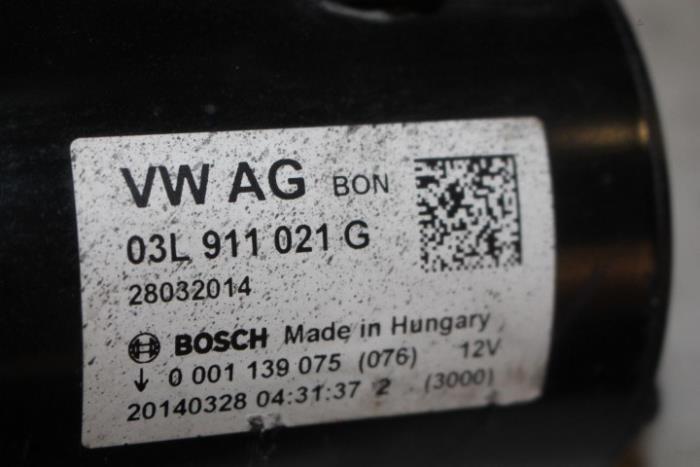 VW AG BON
03L 911 021 G
28032014
BOSCH Made in Hungary
↓ 0 001 139 075 (076) 12V
20140328 04:31:37 2 (3000)